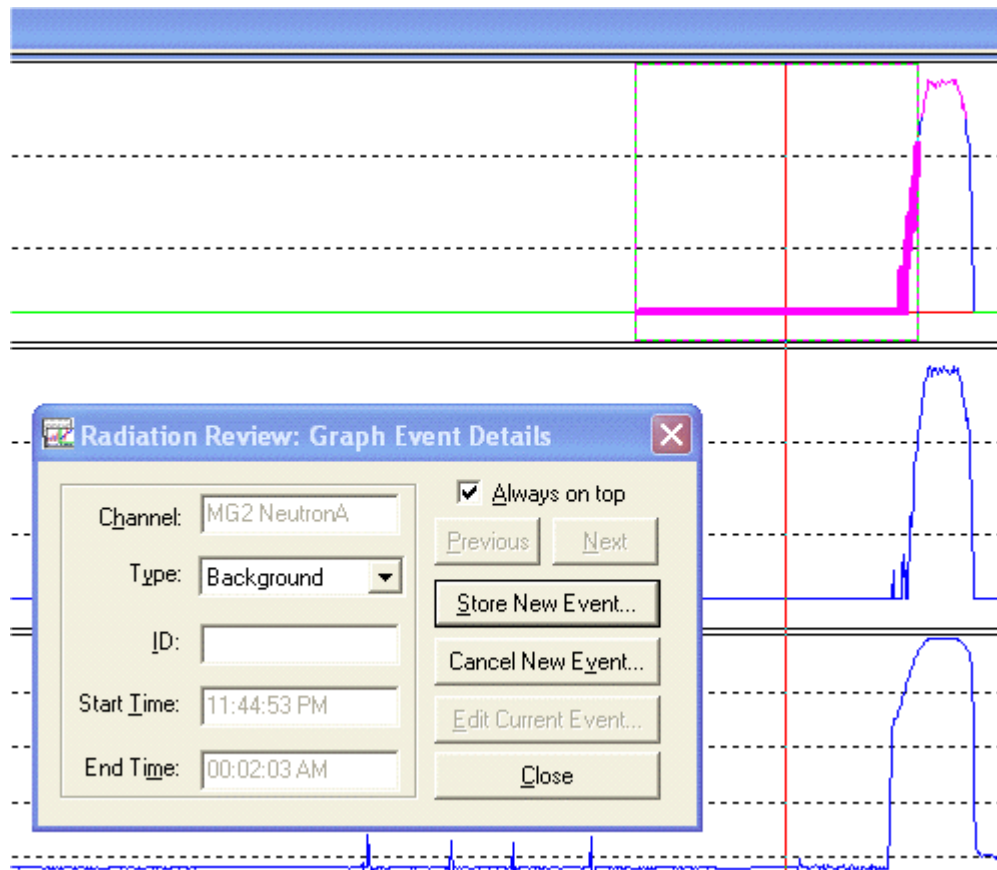 Radiation Review: Graph Event Details
Channel: MG2 NeutronA
Type: Background
ID:
Start Time: 11:44:53 PM
End Time: 00:02:03 AM
Always on top
Previous Next
Store New Event...
Cancel New Event...
Edit Current Event...
Close